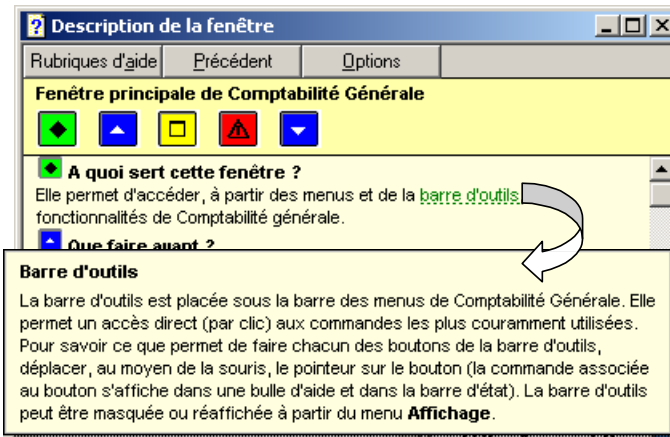 Description de la fenêtre
Rubriques d'aide Précédent Options
Fenêtre principale de Comptabilité Générale
A quoi sert cette fenêtre ?
Elle permet d'accéder, à partir des menus et de la barre d'outils,
fonctionnalités de Comptabilité générale.
Que faire avant ?
Barre d'outils
La barre d'outils est placée sous la barre des menus de Comptabilité Générale. Elle
permet un accès direct (par clic) aux commandes les plus couramment utilisées.
Pour savoir ce que permet de faire chacun des boutons de la barre d'outils,
déplacer, au moyen de la souris, le pointeur sur le bouton (la commande associée
au bouton s'affiche dans une bulle d'aide et dans la barre d'état). La barre d'outils
peut être masquée ou réaffichée à partir du menu Affichage.